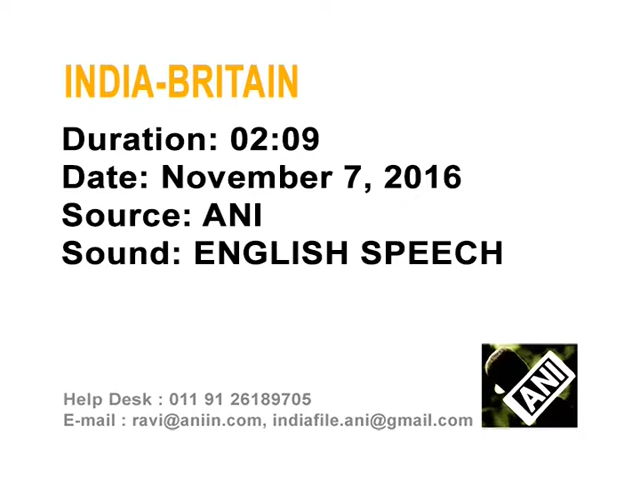 INDIA-BRITAIN
Duration: 02:09
Date: November 7, 2016
Source: ANI
Sound: ENGLISH SPEECH
Help Desk : 011 91 26189705
E-mail : ravi@aniin.com, indiafile.ani@gmail.com
ANI